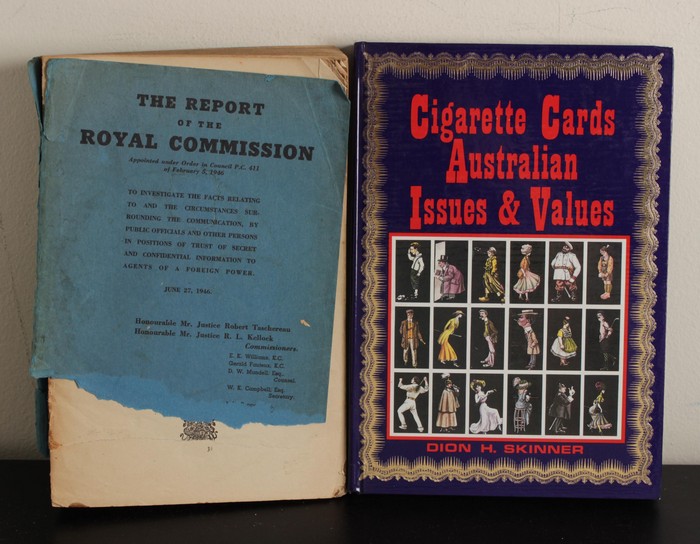 THE REPORT
OF THE
ROYAL COMMISSION
Appointed under Order in Council P.C. 411
of February 5, 1946
TO INVESTIGATE THE FACTS RELATING
TO AND THE CIRCUMSTANCES SUR-
ROUNDING THE COMMUNICATION, BY
PUBLIC OFFICIALS AND OTHER PERSONS
IN POSITIONS OF TRUST OF SECRET
AND CONFIDENTIAL INFORMATION TO
AGENTS OF A FOREIGN POWER.
JUNE 27, 1946.
Honourable Mr. Justice Robert Taschereau
Honourable Mr. Justice R. L. Kellock
Commissioners.
E. K. Williams, K.C.
Gerald Fauteux, K.C.
D. W. Mundell, Esq.,
Counsel.
W. K. Campbell, Esq.
Secretary.
Cigarette Cards
Australian
Issues & Values
DION H. SKINNER